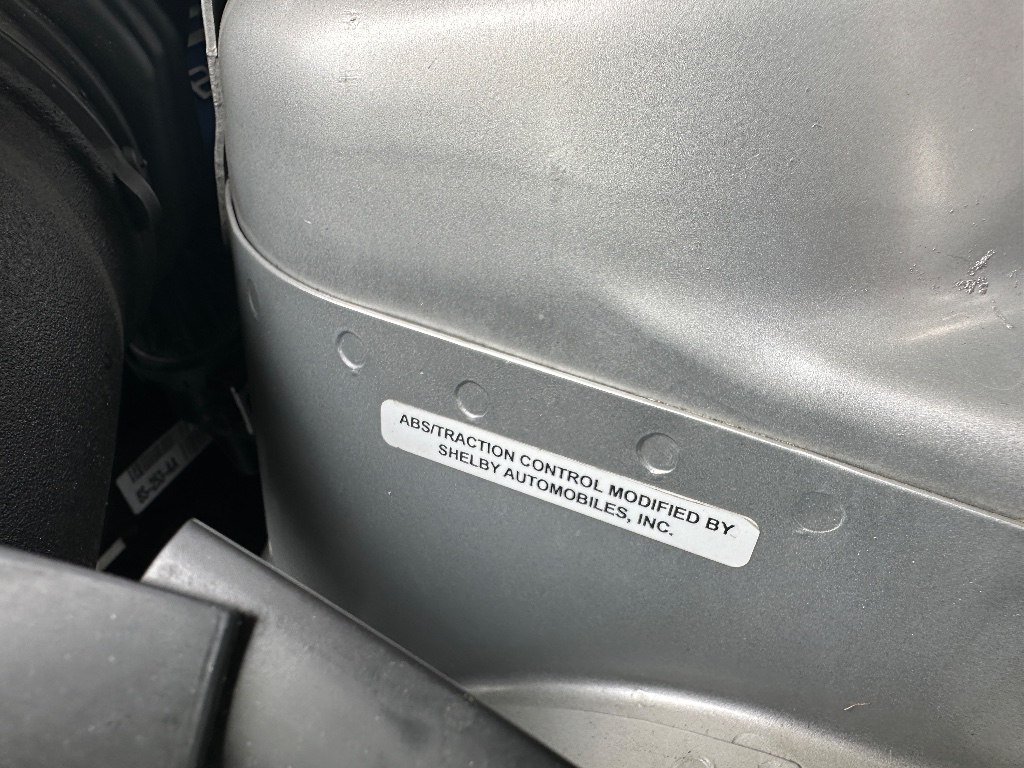 ABS/TRACTION CONTROL MODIFIED BY
SHELBY AUTOMOBILES, INC.